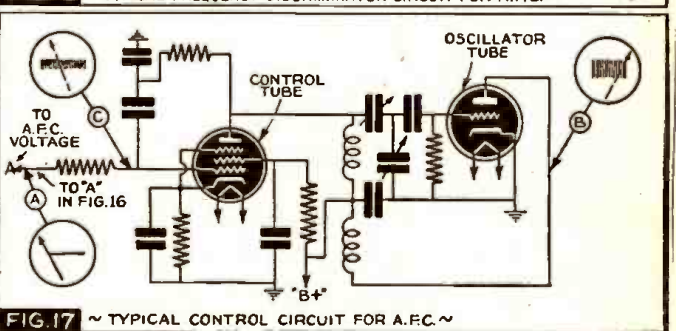 OSCILLATOR
TUBE
CONTROL
TUBE
C
TO
A.F.C.
VOLTAGE
A
TO "A"
IN FIG.16
A
B
"B+"
FIG.17 ~ TYPICAL CONTROL CIRCUIT FOR A.F.C. ~